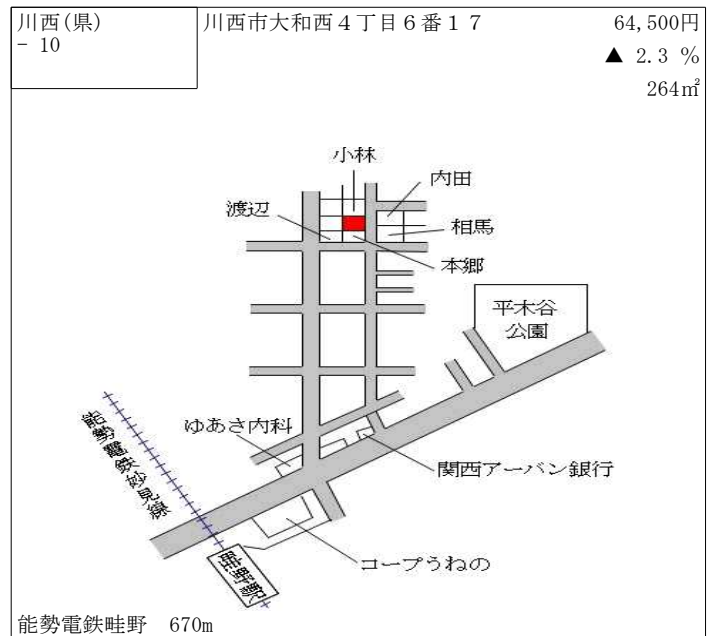 川西(県)
- 10
川西市大和西４丁目６番１７
64,500円
▲ 2.3 %
264㎡
小林
内田
渡辺
相馬
本郷
平木谷
公園
能勢電鉄妙見線
ゆあさ内科
関西アーバン銀行
コープうねの
畦野駅
能勢電鉄畦野 670m